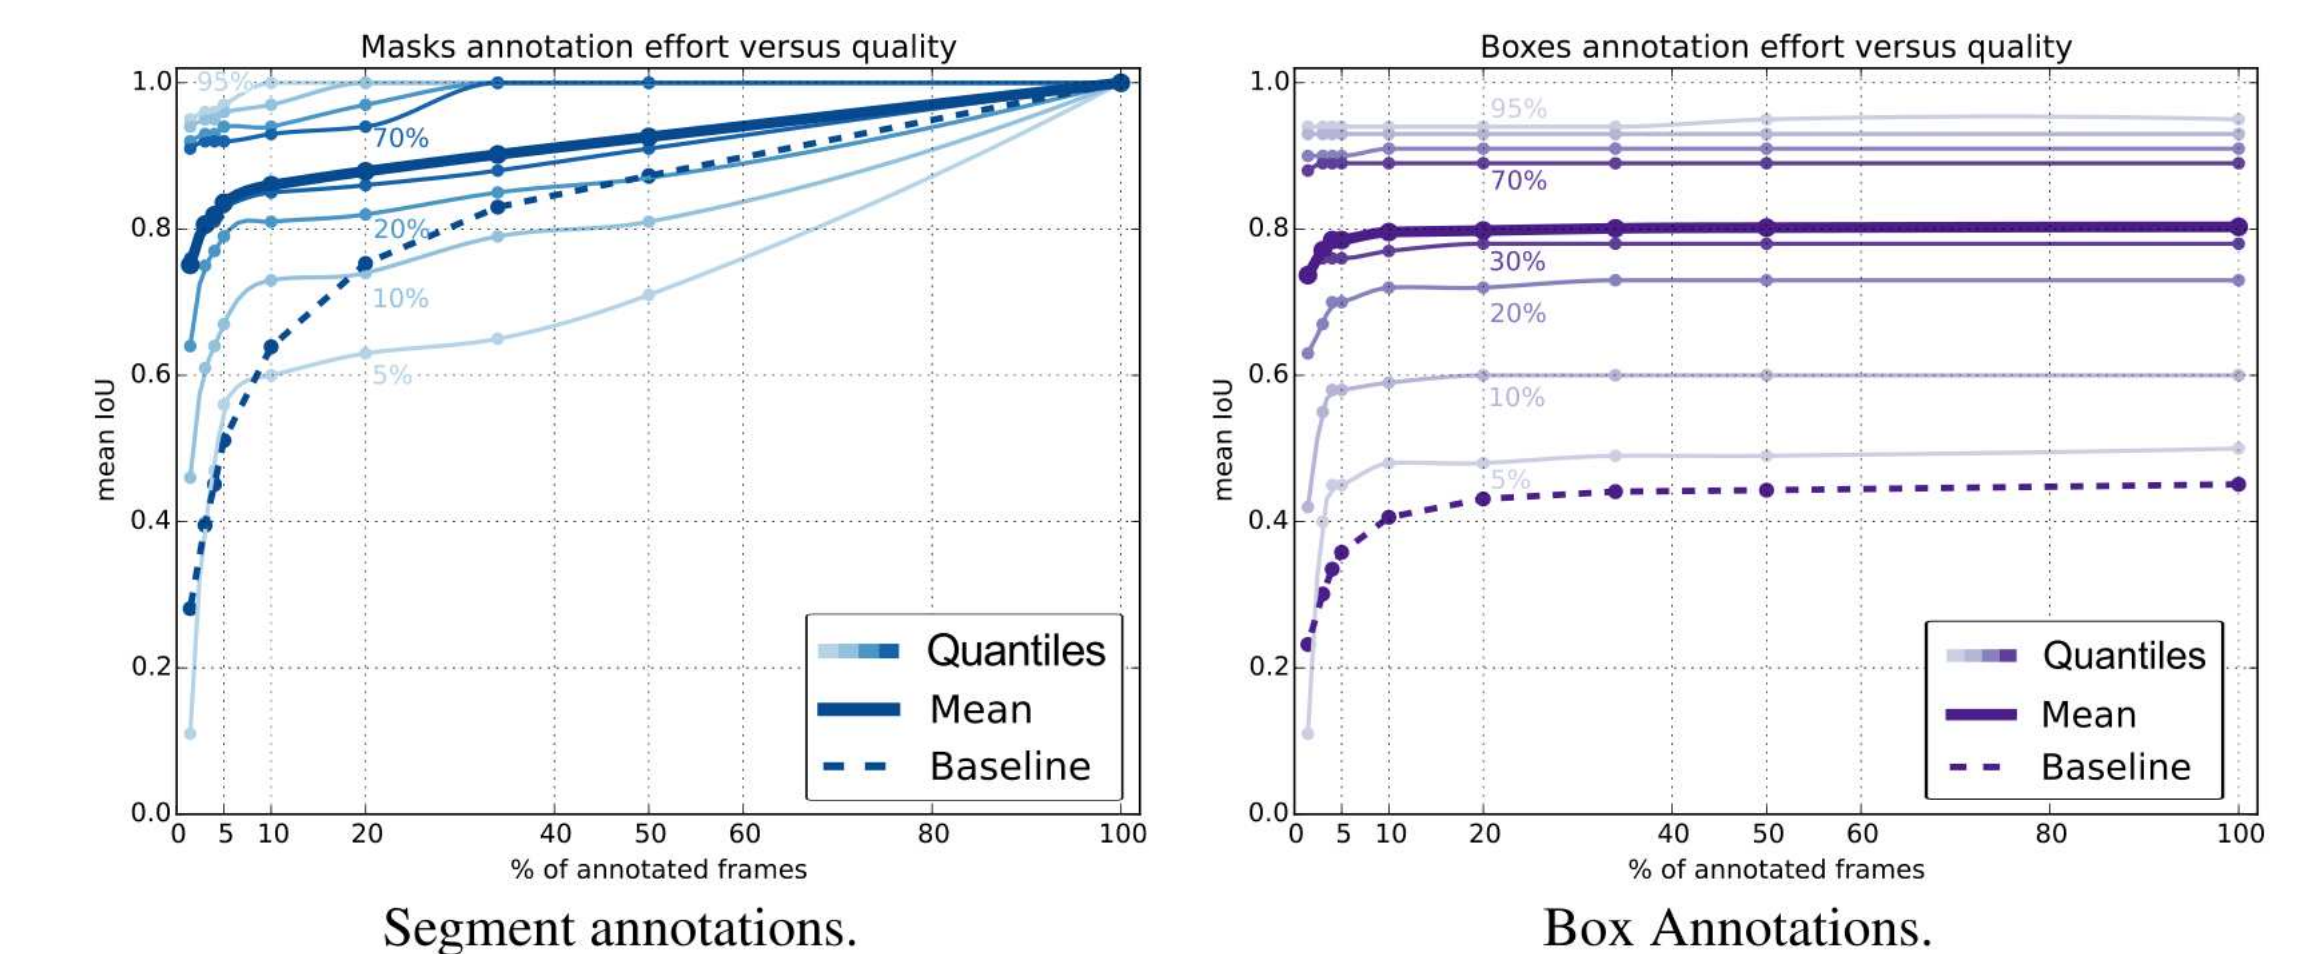 Masks annotation effort versus quality
1.0
0.8
0.6
0.4
0.2
0.0
mean IoU
95%
70%
20%
10%
5%
Quantiles
Mean
Baseline
0 5 10 20 40 50 60 80 100
% of annotated frames
Segment annotations.
Boxes annotation effort versus quality
1.0
0.8
0.6
0.4
0.2
0.0
mean IoU
95%
70%
30%
20%
10%
5%
Quantiles
Mean
Baseline
0 5 10 20 40 50 60 80 100
% of annotated frames
Box Annotations.